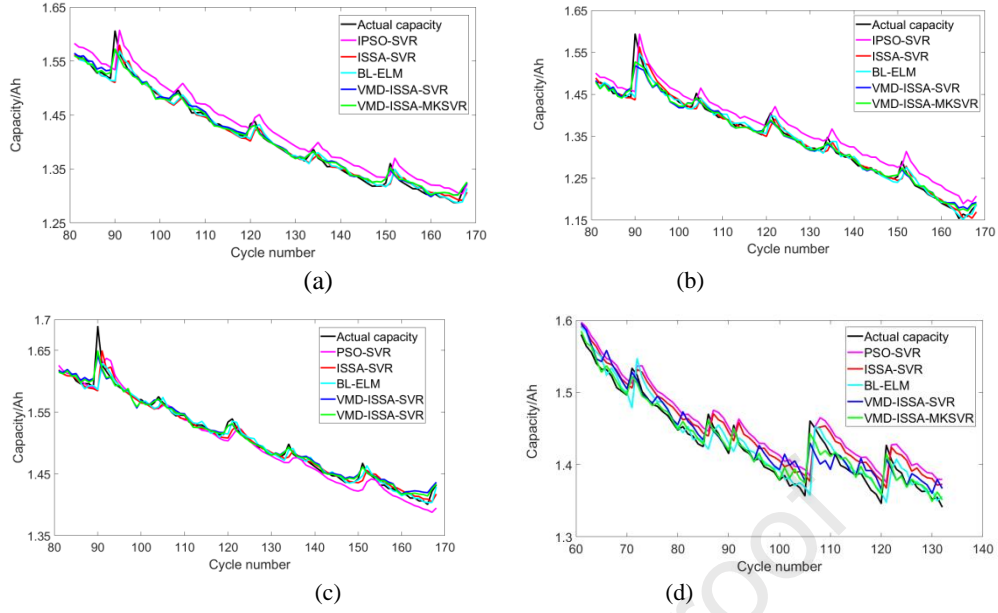 1.65
1.55
1.45
1.35
1.25
80 90 100 110 120 130 140 150 160 170
Capacity/Ah
Cycle number
Actual capacity
IPSO-SVR
ISSA-SVR
BL-ELM
VMD-ISSA-SVR
VMD-ISSA-MKSVR
(a)
1.65
1.55
1.45
1.35
1.25
1.15
80 90 100 110 120 130 140 150 160 170
Capacity/Ah
Cycle number
Actual capacity
IPSO-SVR
ISSA-SVR
BL-ELM
VMD-ISSA-SVR
VMD-ISSA-MKSVR
(b)
1.7
1.65
1.55
1.45
1.35
80 90 100 110 120 130 140 150 160 170
Capacity/Ah
Cycle number
Actual capacity
PSO-SVR
ISSA-SVR
BL-ELM
VMD-ISSA-SVR
VMD-ISSA-SVR
(c)
1.6
1.5
1.4
1.3
60 70 80 90 100 110 120 130 140
Capacity/Ah
Cycle number
Actual capacity
PSO-SVR
ISSA-SVR
BL-ELM
VMD-ISSA-SVR
VMD-ISSA-MKSVR
(d)
roof